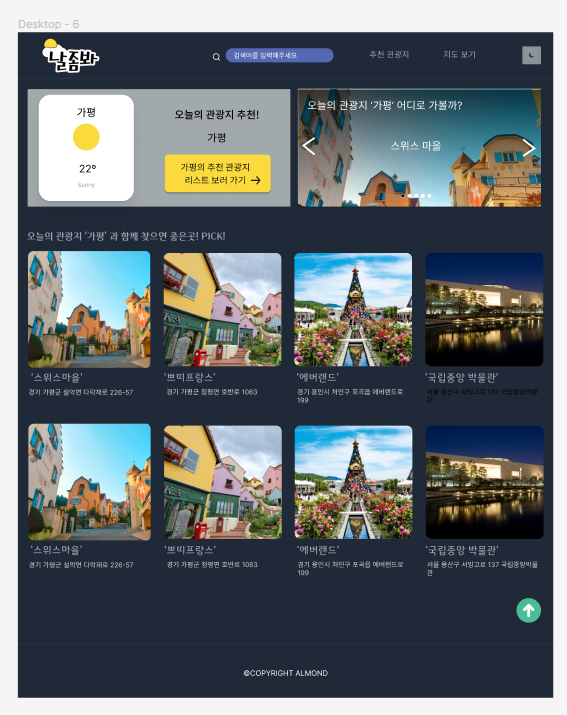 Desktop - 6
날좀봐
검색어를 입력해주세요
추천 관광지
지도 보기
가평
22°
Sunny
오늘의 관광지 추천!
가평
가평의 추천 관광지
리스트 보러 가기
오늘의 관광지 '가평' 어디로 가볼까?
스위스 마을
오늘의 관광지 '가평' 과 함께 찾으면 좋은곳! PICK!
'스위스마을'
경기 가평군 설악면 다락재로 226-57
'쁘띠프랑스'
경기 가평군 청평면 호반로 1063
'에버랜드'
경기 용인시 처인구 포곡읍 에버랜드로
199
'국립중앙 박물관'
서울 용산구 서빙고로 137 국립중앙박물
관
'스위스마을'
경기 가평군 설악면 다락재로 226-57
'쁘띠프랑스'
경기 가평군 청평면 호반로 1063
'에버랜드'
경기 용인시 처인구 포곡읍 에버랜드로
199
'국립중앙 박물관'
서울 용산구 서빙고로 137 국립중앙박물
관
©COPYRIGHT ALMOND